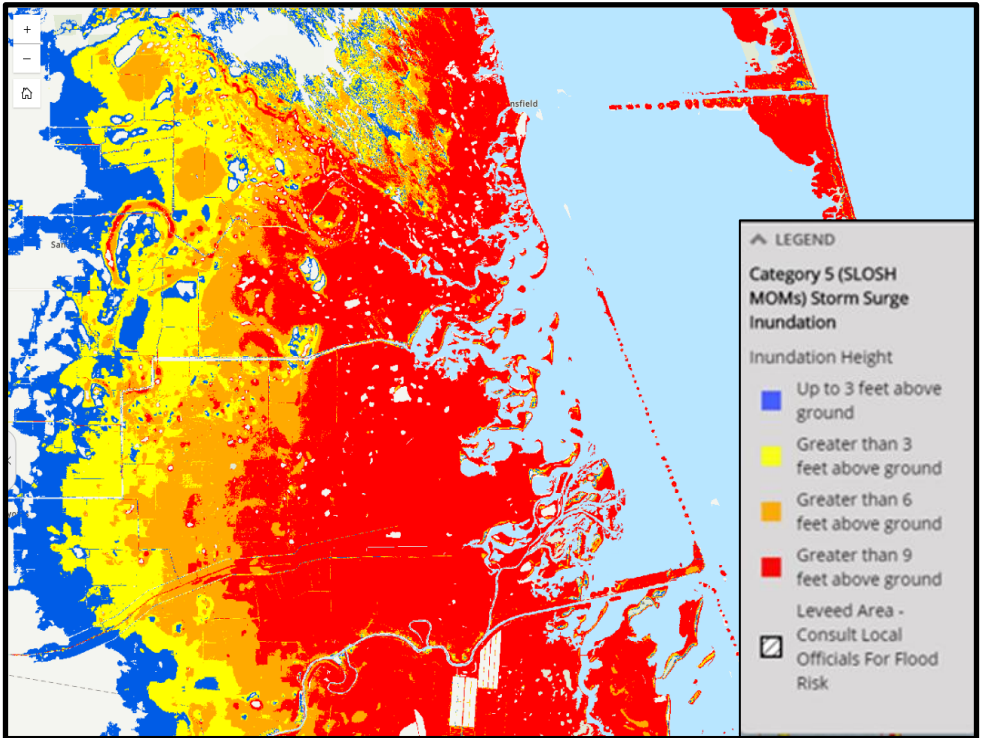 +
−
nsfield
San
LEGEND
Category 5 (SLOSH
MOMs) Storm Surge
Inundation
Inundation Height
Up to 3 feet above
ground
Greater than 3
feet above ground
Greater than 6
feet above ground
Greater than 9
feet above ground
Leveed Area -
Consult Local
Officials For Flood
Risk